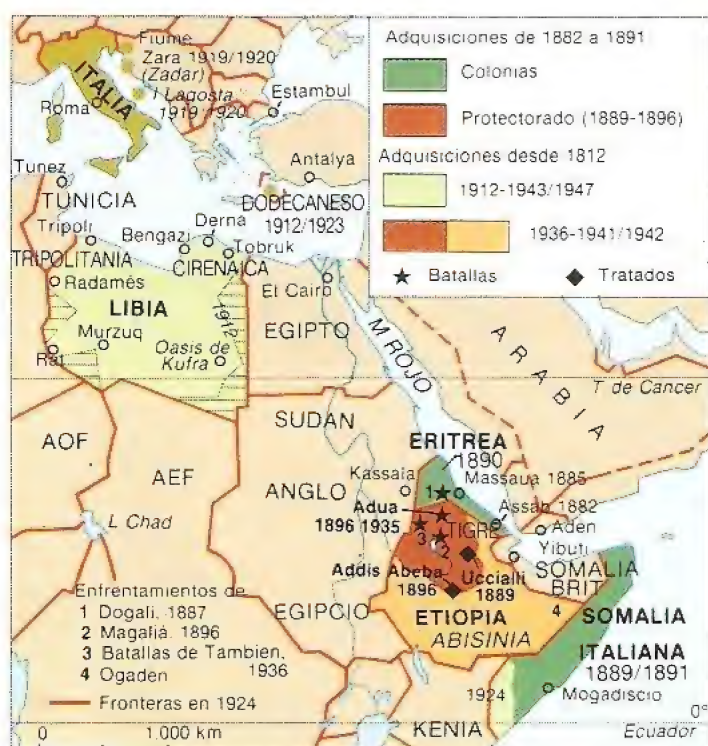 Adquisiciones de 1882 a 1891
Colonias
Protectorado (1889-1896)
Adquisiciones desde 1812
1912-1943/1947
1936-1941/1942
Batallas
Tratados
Fiume
Zara 1919/1920
(Zadar)
I Lagosta
1919 1920
ITALIA
Roma
Estambul
Antalya
Tunez
TUNICIA
DODECANESO
1912/1923
Tripoli
Bengazi
Derna
Tobruk
TRIPOLITANIA
CIRENAICA
Radamés
LIBIA
1912
El Cairo
EGIPTO
Murzuq
Rat
Oasis de
Kufra
M ROJO
ARABIA
T de Cancer
AOF
AEF
L Chad
SUDAN
ANGLO
EGIPCIO
ERITREA
1890
Kassala
Massaua 1885
1
Adua
1896 1935
Assab 1882
TIGRE
3
2
Aden
Yibuti
Addis Abeba
1896
Uccialli
1889
SOMALIA
BRIT
4
ETIOPIA
ABISINIA
SOMALIA
ITALIANA
1889/1891
Mogadiscio
1924
KENIA
0°
Ecuador
Enfrentamientos de
1 Dogali, 1887
2 Magalia. 1896
3 Batallas de Tambien,
1936
4 Ogaden
Fronteras en 1924
0 1.000 km